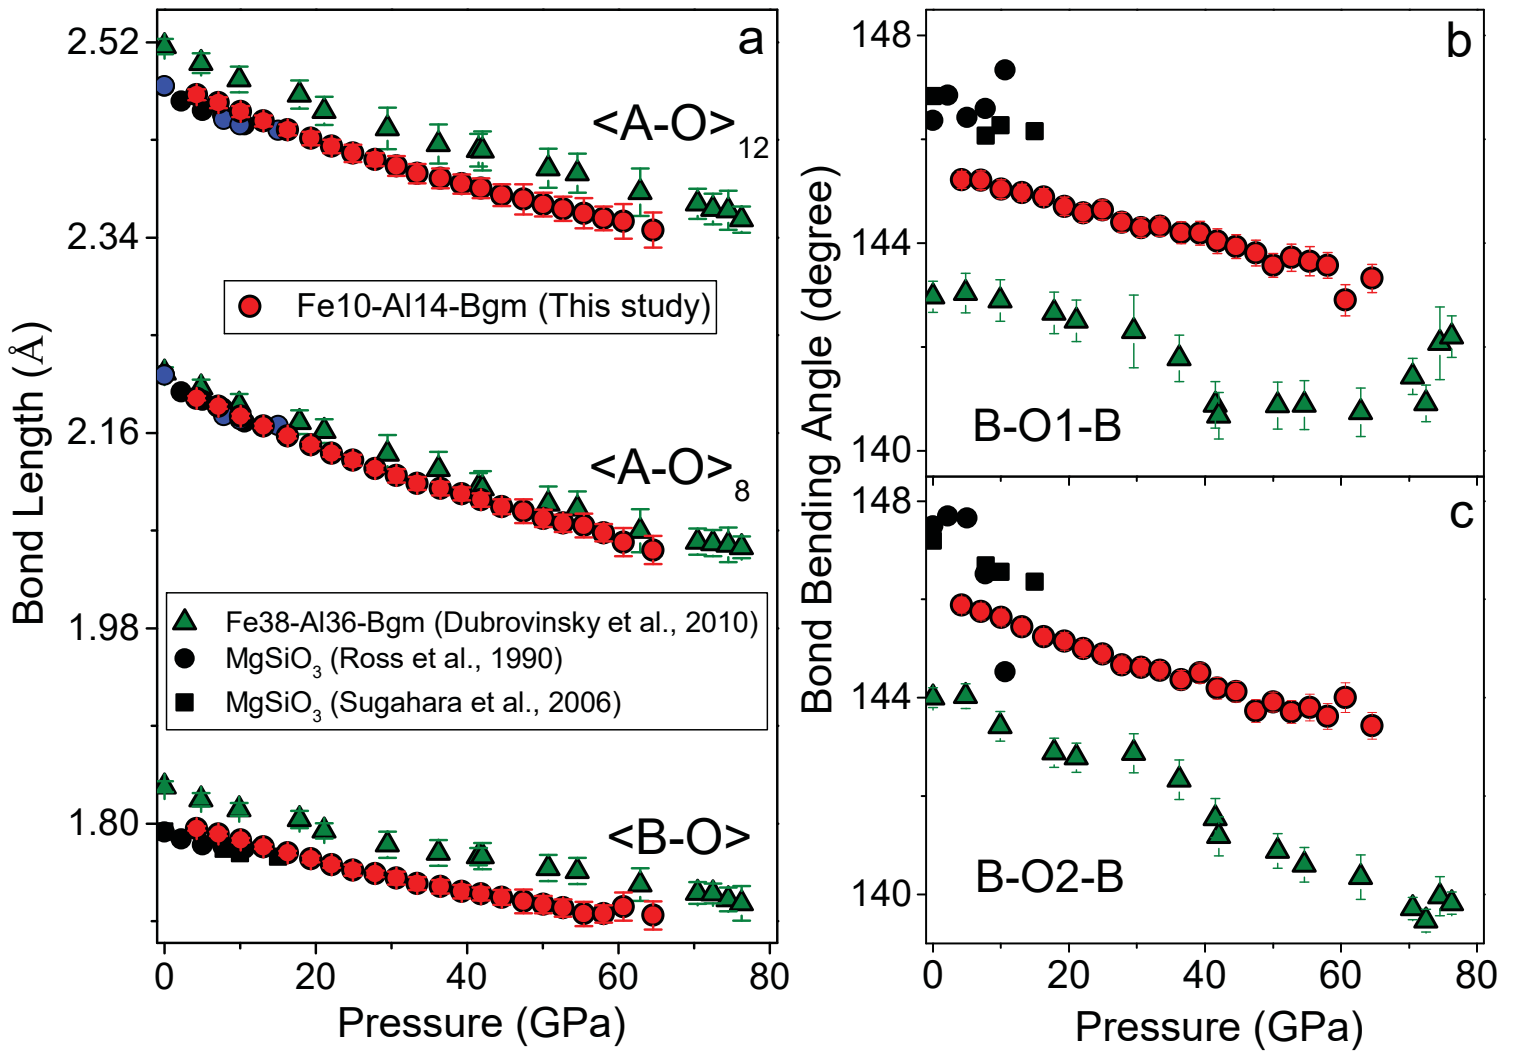 a
2.52
2.34
2.16
1.98
1.80
Bond Length (Å)
<A-O>12
Fe10-Al14-Bgm (This study)
<A-O>8
Fe38-Al36-Bgm (Dubrovinsky et al., 2010)
MgSiO3 (Ross et al., 1990)
MgSiO3 (Sugahara et al., 2006)
<B-O>
0 20 40 60 80
Pressure (GPa)
b
148
144
140
Bond Bending Angle (degree)
B-O1-B
c
148
144
140
B-O2-B
0 20 40 60 80
Pressure (GPa)